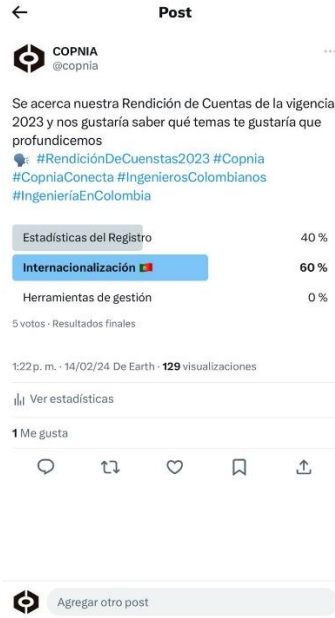 Post
COPNIA
@copnia
Se acerca nuestra Rendición de Cuentas de la vigencia
2023 y nos gustaría saber qué temas te gustaría que
profundicemos
🗣️ #RendiciónDeCuenstas2023 #Copnia
#CopniaConecta #IngenierosColombianos
#IngenieríaEnColombia
Estadísticas del Registro 40 %
Internacionalización 🇵🇹 60 %
Herramientas de gestión 0 %
5 votos · Resultados finales
1:22 p. m. · 14/02/24 De Earth · 129 visualizaciones
Ver estadísticas
1 Me gusta
Agregar otro post